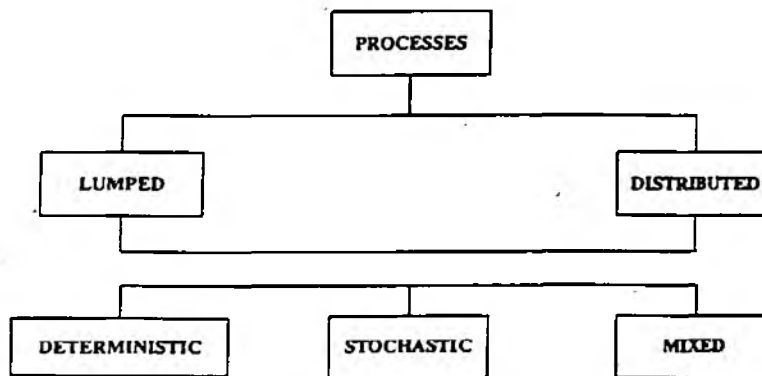 PROCESSES
LUMPED
DISTRIBUTED
DETERMINISTIC
STOCHASTIC
MIXED